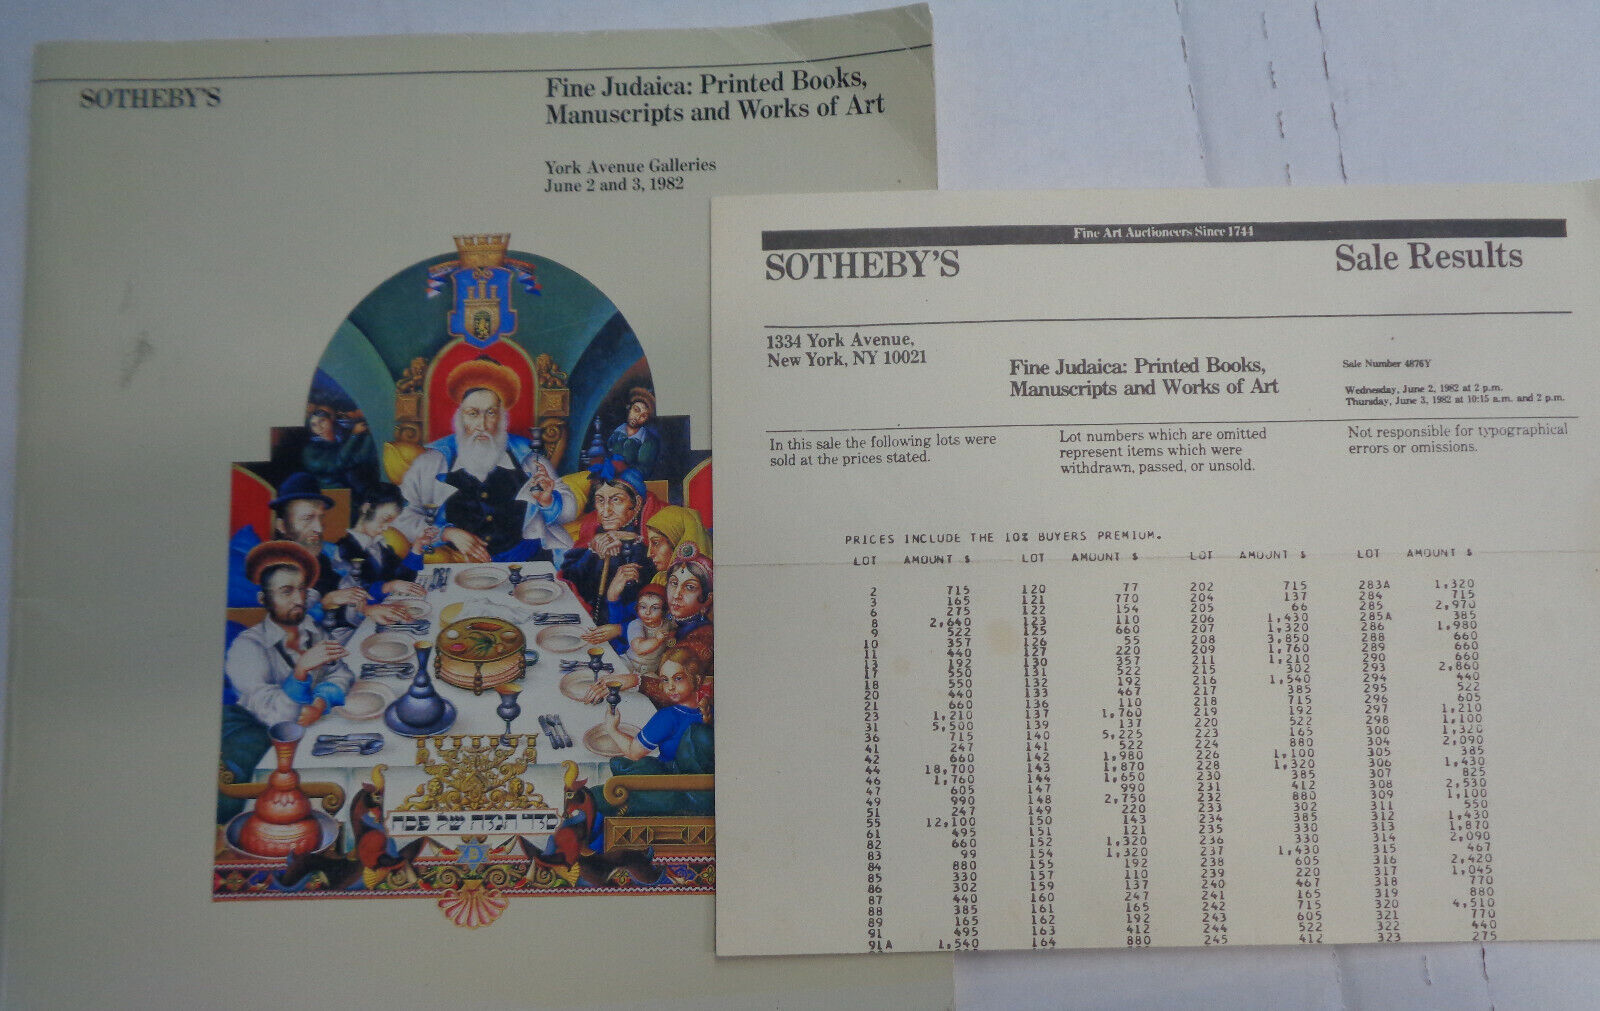 SOTHEBY'S
Fine Judaica: Printed Books,
Manuscripts and Works of Art
York Avenue Galleries
June 2 and 3, 1982
סדר הגדה של פסח
Fine Art Auctioneers Since 1744
SOTHEBY'S
Sale Results
1334 York Avenue,
New York, NY 10021
Fine Judaica: Printed Books,
Manuscripts and Works of Art
Sale Number 4876Y
Wednesday, June 2, 1982 at 2 p.m.
Thursday, June 3, 1982 at 10:15 a.m. and 2 p.m.
In this sale the following lots were
sold at the prices stated.
Lot numbers which are omitted
represent items which were
withdrawn, passed, or unsold.
Not responsible for typographical
errors or omissions.
PRICES INCLUDE THE 10% BUYERS PREMIUM.
LOT AMOUNT $ LOT AMOUNT $ LOT AMOUNT $ LOT AMOUNT $
2 715 120 77 202 715 283A 1,320
3 165 121 770 204 137 284 715
6 275 122 154 205 66 285 2,970
8 2,640 123 110 206 1,430 285A 385
9 522 125 660 207 1,320 286 1,980
10 357 126 55 208 3,850 288 660
11 440 127 220 209 1,760 289 660
13 192 130 357 211 1,210 290 660
17 550 131 522 215 302 293 2,860
18 550 132 192 216 1,540 294 440
20 440 133 467 217 385 295 522
21 660 136 110 218 715 296 605
23 1,210 137 1,760 219 192 297 1,210
31 5,500 139 137 220 522 298 1,100
36 715 140 5,225 223 165 300 1,320
41 247 141 522 224 880 304 2,090
42 660 142 1,980 226 1,100 305 385
44 18,700 143 1,870 228 1,320 306 1,430
46 1,760 144 1,650 230 385 307 825
47 605 147 990 231 412 308 2,530
49 990 148 2,750 232 880 309 1,100
51 247 149 220 233 302 311 550
55 12,100 150 143 234 385 312 1,430
61 495 151 121 235 330 313 1,870
82 660 152 1,320 236 330 314 2,090
83 99 154 1,320 237 1,430 315 467
84 880 155 192 238 605 316 2,420
85 330 157 110 239 220 317 1,045
86 302 159 137 240 467 318 770
87 440 160 247 241 165 319 880
88 385 161 165 242 715 320 4,510
89 165 162 192 243 605 321 770
91 495 163 412 244 522 322 440
91A 1,540 164 880 245 412 323 275